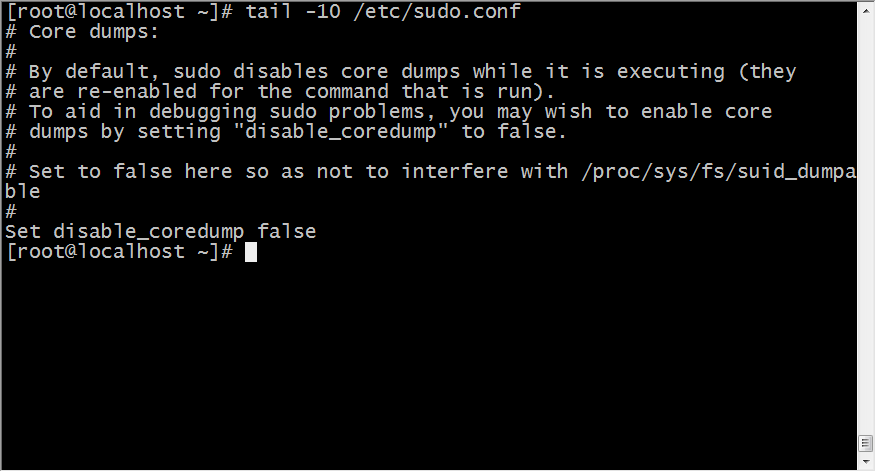 [root@localhost ~]# tail -10 /etc/sudo.conf
# Core dumps:
#
# By default, sudo disables core dumps while it is executing (they
# are re-enabled for the command that is run).
# To aid in debugging sudo problems, you may wish to enable core
# dumps by setting "disable_coredump" to false.
#
# Set to false here so as not to interfere with /proc/sys/fs/suid_dumpa
ble
#
Set disable_coredump false
[root@localhost ~]#